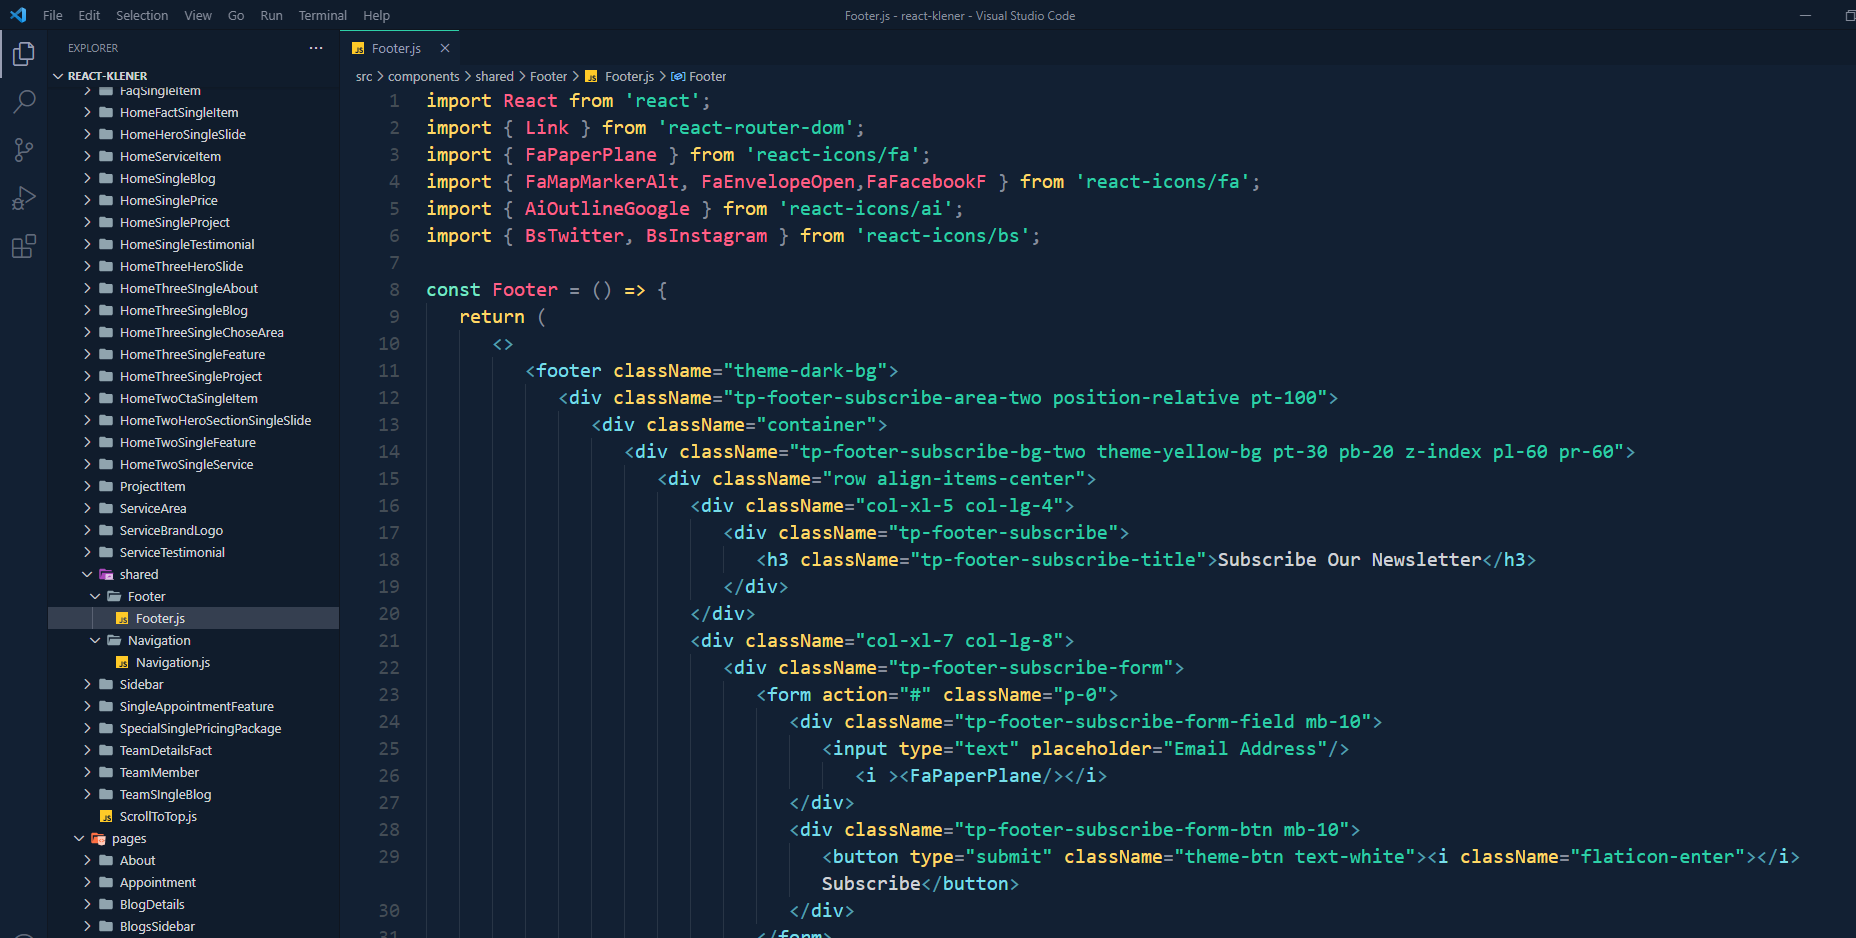 File Edit Selection View Go Run Terminal Help
Footer.js - react-klener - Visual Studio Code
EXPLORER
REACT-KLENER
FaqSingleItem
HomeFactSingleItem
HomeHeroSingleSlide
HomeServiceItem
HomeSingleBlog
HomeSinglePrice
HomeSingleProject
HomeSingleTestimonial
HomeThreeHeroSlide
HomeThreeSIngleAbout
HomeThreeSingleBlog
HomeThreeSingleChoseArea
HomeThreeSingleFeature
HomeThreeSingleProject
HomeTwoCtaSingleItem
HomeTwoHeroSectionSingleSlide
HomeTwoSingleFeature
HomeTwoSingleService
ProjectItem
ServiceArea
ServiceBrandLogo
ServiceTestimonial
shared
Footer
JS Footer.js
Navigation
JS Navigation.js
Sidebar
SingleAppointmentFeature
SpecialSinglePricingPackage
TeamDetailsFact
TeamMember
TeamSIngleBlog
JS ScrollToTop.js
pages
About
Appointment
BlogDetails
BlogsSidebar
JS Footer.js
src > components > shared > Footer > JS Footer.js > Footer
1 import React from 'react';
2 import { Link } from 'react-router-dom';
3 import { FaPaperPlane } from 'react-icons/fa';
4 import { FaMapMarkerAlt, FaEnvelopeOpen,FaFacebookF } from 'react-icons/fa';
5 import { AiOutlineGoogle } from 'react-icons/ai';
6 import { BsTwitter, BsInstagram } from 'react-icons/bs';
7
8 const Footer = () => {
9 return (
10 <>
11 <footer className="theme-dark-bg">
12 <div className="tp-footer-subscribe-area-two position-relative pt-100">
13 <div className="container">
14 <div className="tp-footer-subscribe-bg-two theme-yellow-bg pt-30 pb-20 z-index pl-60 pr-60">
15 <div className="row align-items-center">
16 <div className="col-xl-5 col-lg-4">
17 <div className="tp-footer-subscribe">
18 <h3 className="tp-footer-subscribe-title">Subscribe Our Newsletter</h3>
19 </div>
20 </div>
21 <div className="col-xl-7 col-lg-8">
22 <div className="tp-footer-subscribe-form">
23 <form action="#" className="p-0">
24 <div className="tp-footer-subscribe-form-field mb-10">
25 <input type="text" placeholder="Email Address"/>
26 <i ><FaPaperPlane/></i>
27 </div>
28 <div className="tp-footer-subscribe-form-btn mb-10">
29 <button type="submit" className="theme-btn text-white"><i className="flaticon-enter"></i>
Subscribe</button>
30 </div>
31 </form>